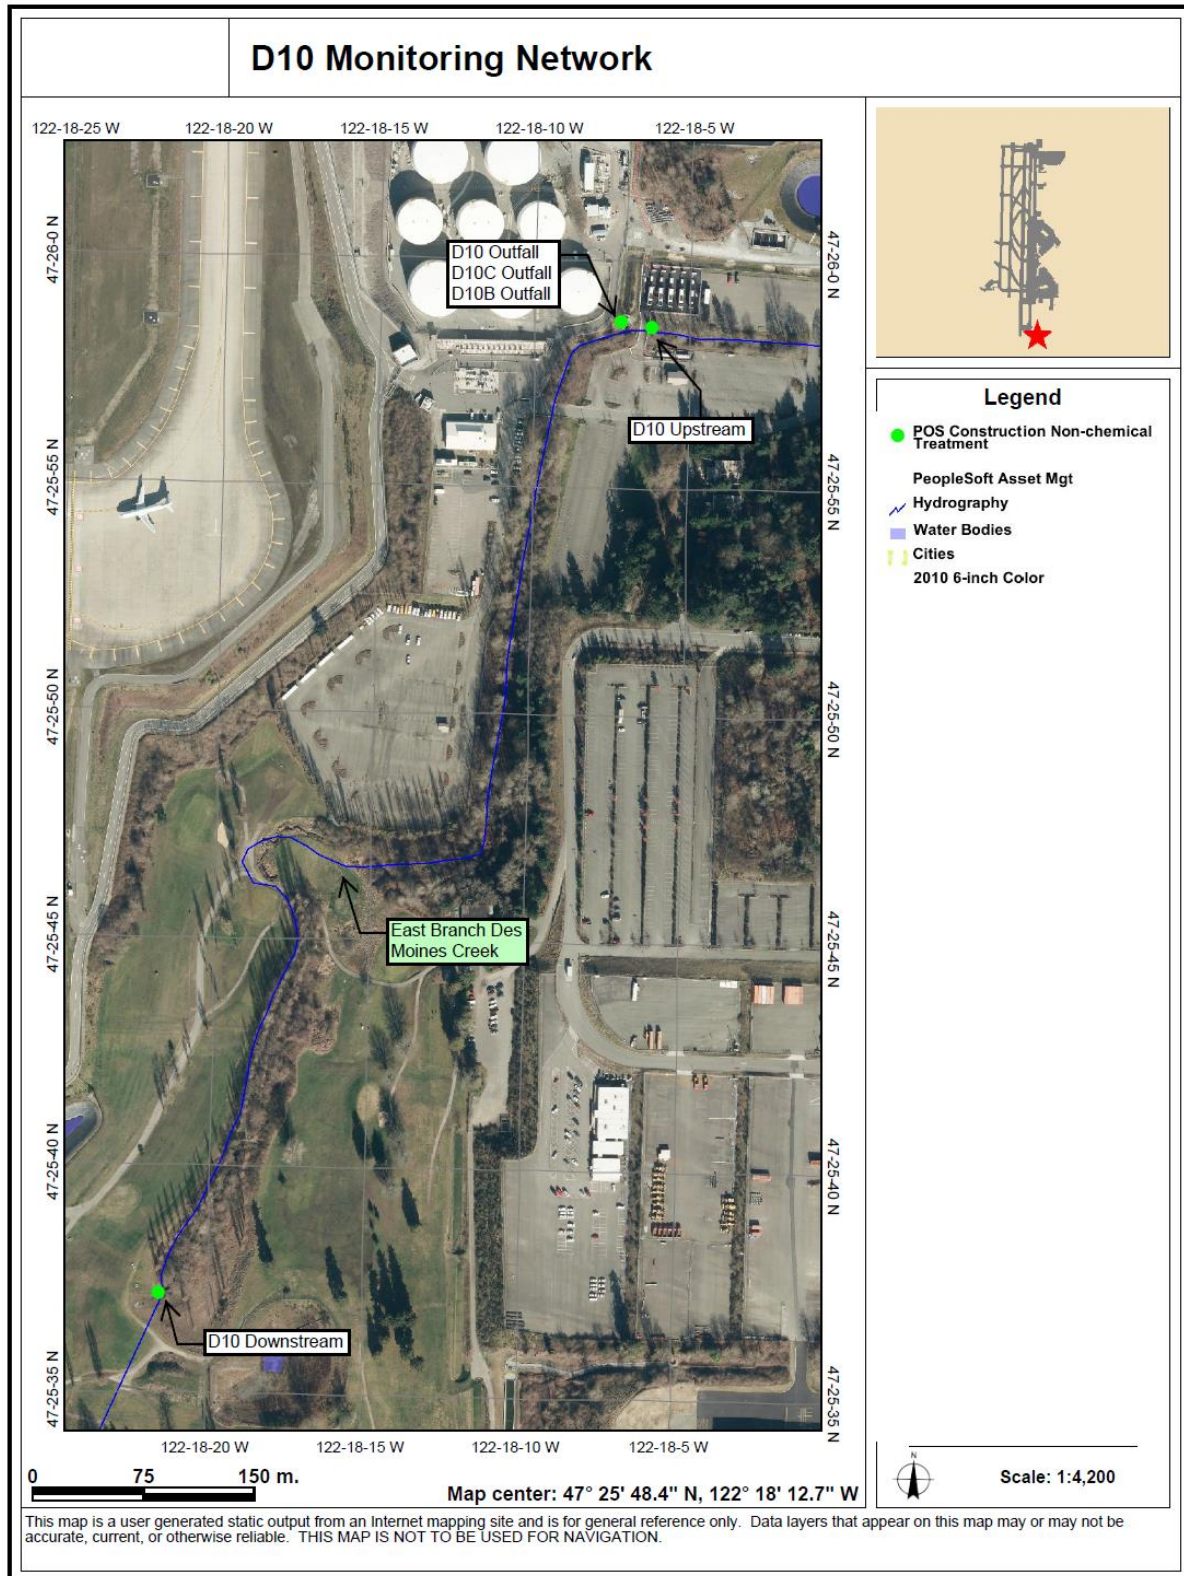 D10 Monitoring Network
122-18-25 W
122-18-20 W
122-18-15 W
122-18-10 W
122-18-5 W
47-26-0 N
47-26-0 N
D10 Outfall
D10C Outfall
D10B Outfall
D10 Upstream
47-25-55 N
47-25-55 N
47-25-50 N
47-25-50 N
East Branch Des
Moines Creek
47-25-45 N
47-25-45 N
47-25-40 N
47-25-40 N
D10 Downstream
47-25-35 N
47-25-35 N
122-18-20 W
122-18-15 W
122-18-10 W
122-18-5 W
0 75 150 m.
Map center: 47° 25' 48.4" N, 122° 18' 12.7" W
Legend
POS Construction Non-chemical
Treatment
PeopleSoft Asset Mgt
Hydrography
Water Bodies
Cities
2010 6-inch Color
N
Scale: 1:4,200
This map is a user generated static output from an Internet mapping site and is for general reference only. Data layers that appear on this map may or may not be
accurate, current, or otherwise reliable. THIS MAP IS NOT TO BE USED FOR NAVIGATION.